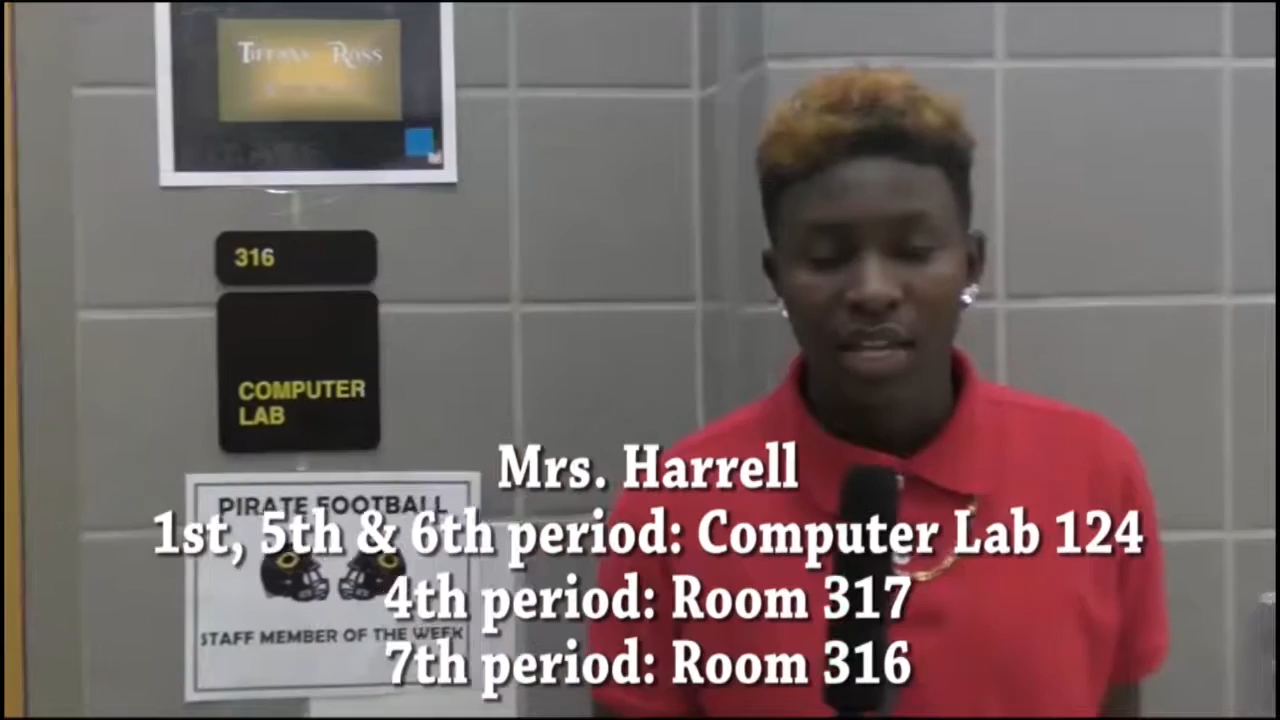 Tiffany Ross
316
COMPUTER
LAB
PIRATE FOOTBALL
STAFF MEMBER OF THE WEEK
Mrs. Harrell
1st, 5th & 6th period: Computer Lab 124
4th period: Room 317
7th period: Room 316